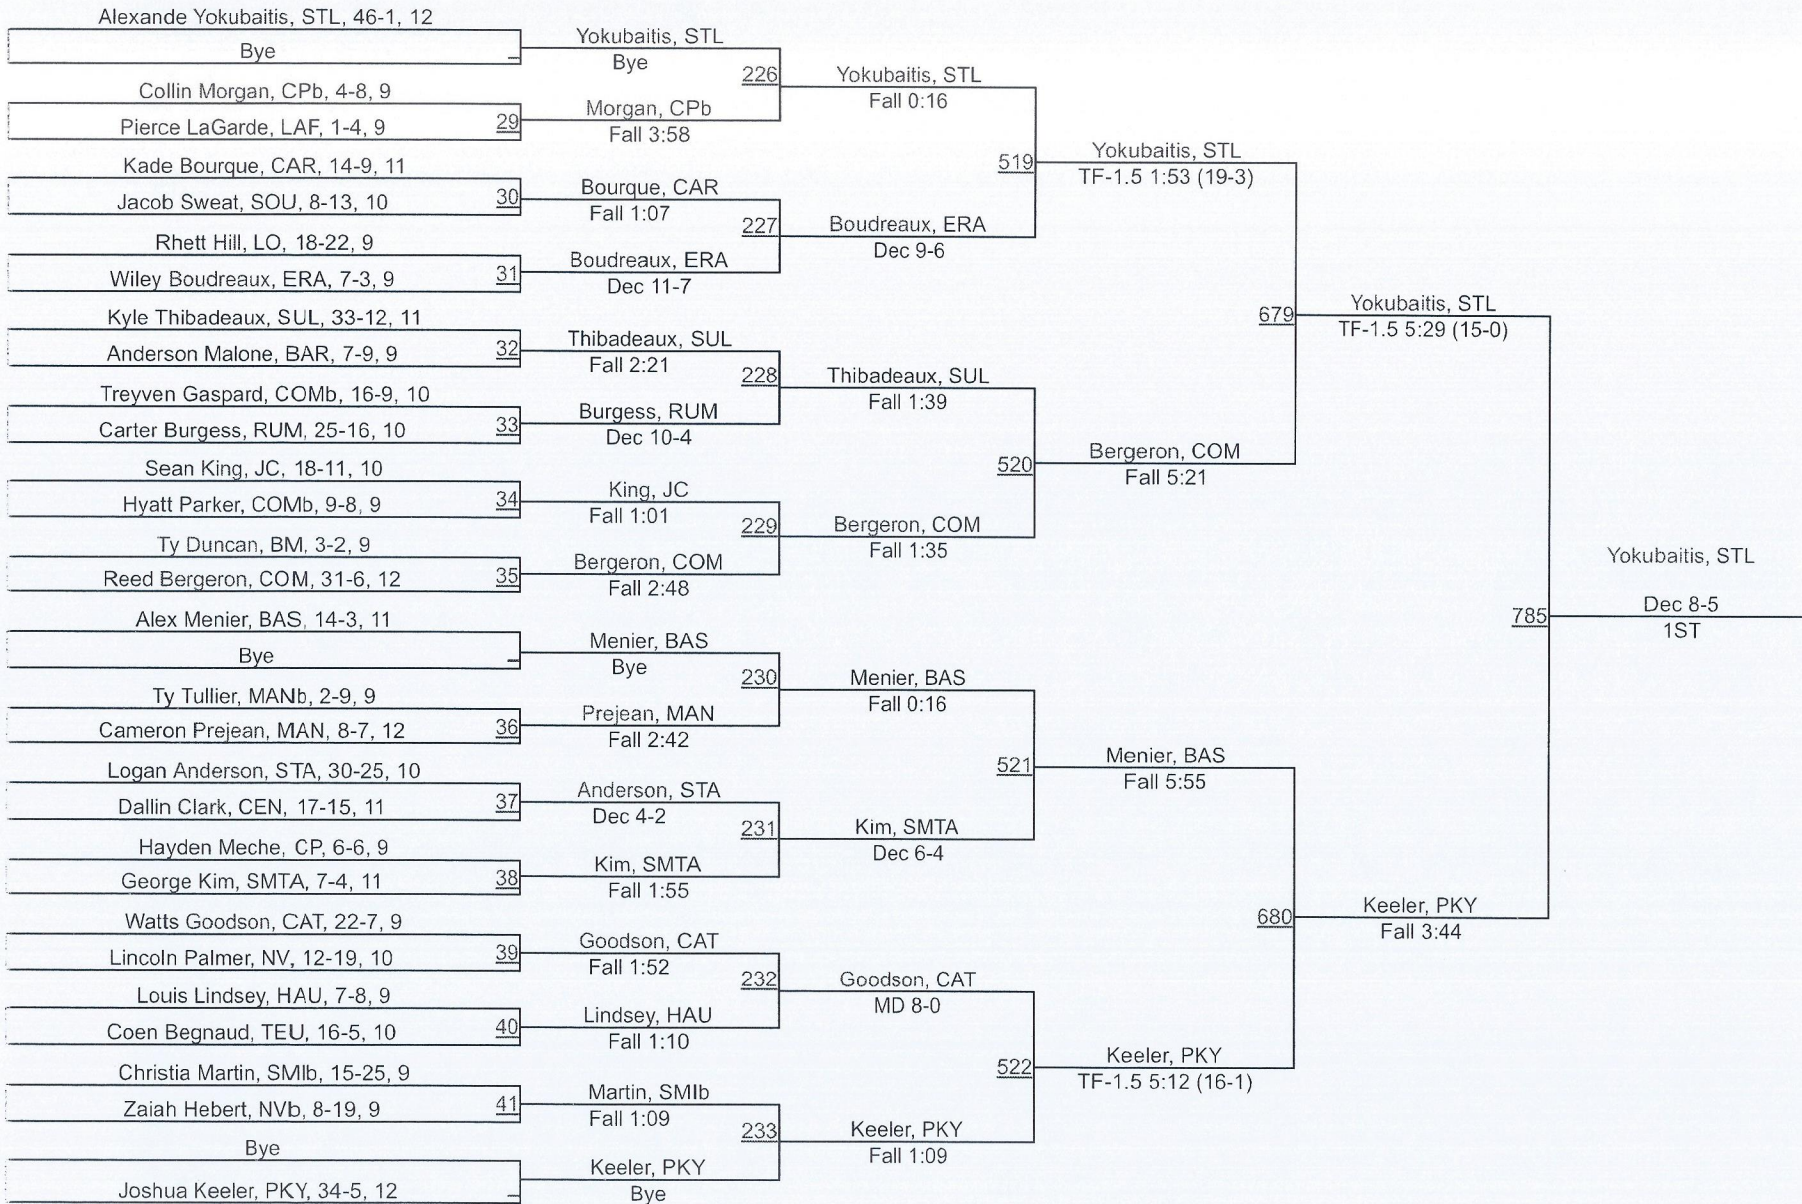 Alexande Yokubaitis, STL, 46-1, 12
Bye
Collin Morgan, CPb, 4-8, 9
Pierce LaGarde, LAF, 1-4, 9
29
Kade Bourque, CAR, 14-9, 11
Jacob Sweat, SOU, 8-13, 10
30
Rhett Hill, LO, 18-22, 9
Wiley Boudreaux, ERA, 7-3, 9
31
Kyle Thibadeaux, SUL, 33-12, 11
Anderson Malone, BAR, 7-9, 9
32
Treyven Gaspard, COMb, 16-9, 10
Carter Burgess, RUM, 25-16, 10
33
Sean King, JC, 18-11, 10
Hyatt Parker, COMb, 9-8, 9
34
Ty Duncan, BM, 3-2, 9
Reed Bergeron, COM, 31-6, 12
35
Alex Menier, BAS, 14-3, 11
Bye
Ty Tullier, MANb, 2-9, 9
Cameron Prejean, MAN, 8-7, 12
36
Logan Anderson, STA, 30-25, 10
Dallin Clark, CEN, 17-15, 11
37
Hayden Meche, CP, 6-6, 9
George Kim, SMTA, 7-4, 11
38
Watts Goodson, CAT, 22-7, 9
Lincoln Palmer, NV, 12-19, 10
39
Louis Lindsey, HAU, 7-8, 9
Coen Begnaud, TEU, 16-5, 10
40
Christia Martin, SMIb, 15-25, 9
Zaiah Hebert, NVb, 8-19, 9
41
Bye
Joshua Keeler, PKY, 34-5, 12
Yokubaitis, STL
Bye
226
Morgan, CPb
Fall 3:58
Bourque, CAR
Fall 1:07
227
Boudreaux, ERA
Dec 11-7
Thibadeaux, SUL
Fall 2:21
228
Burgess, RUM
Dec 10-4
King, JC
Fall 1:01
229
Bergeron, COM
Fall 2:48
Menier, BAS
Bye
230
Prejean, MAN
Fall 2:42
Anderson, STA
Dec 4-2
231
Kim, SMTA
Fall 1:55
Goodson, CAT
Fall 1:52
232
Lindsey, HAU
Fall 1:10
Martin, SMIb
Fall 1:09
233
Keeler, PKY
Bye
Yokubaitis, STL
Fall 0:16
519
Boudreaux, ERA
Dec 9-6
Thibadeaux, SUL
Fall 1:39
520
Bergeron, COM
Fall 1:35
Menier, BAS
Fall 0:16
521
Kim, SMTA
Dec 6-4
Goodson, CAT
MD 8-0
522
Keeler, PKY
Fall 1:09
Yokubaitis, STL
TF-1.5 1:53 (19-3)
679
Bergeron, COM
Fall 5:21
Menier, BAS
Fall 5:55
680
Keeler, PKY
TF-1.5 5:12 (16-1)
Yokubaitis, STL
TF-1.5 5:29 (15-0)
785
Keeler, PKY
Fall 3:44
Yokubaitis, STL
Dec 8-5
1ST